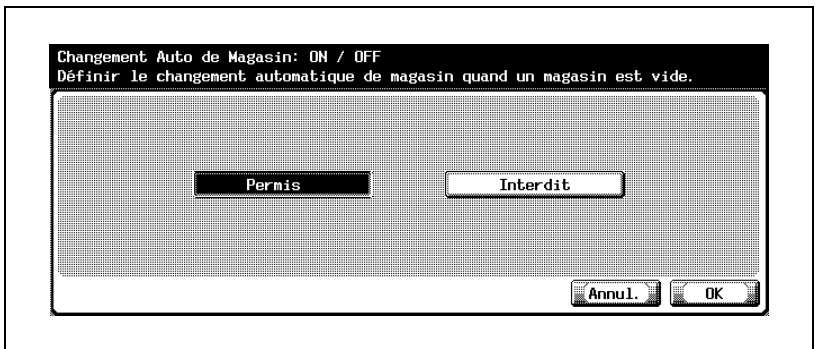 Changement Auto de Magasin: ON / OFF
Définir le changement automatique de magasin quand un magasin est vide.
Permis Interdit
Annul. OK